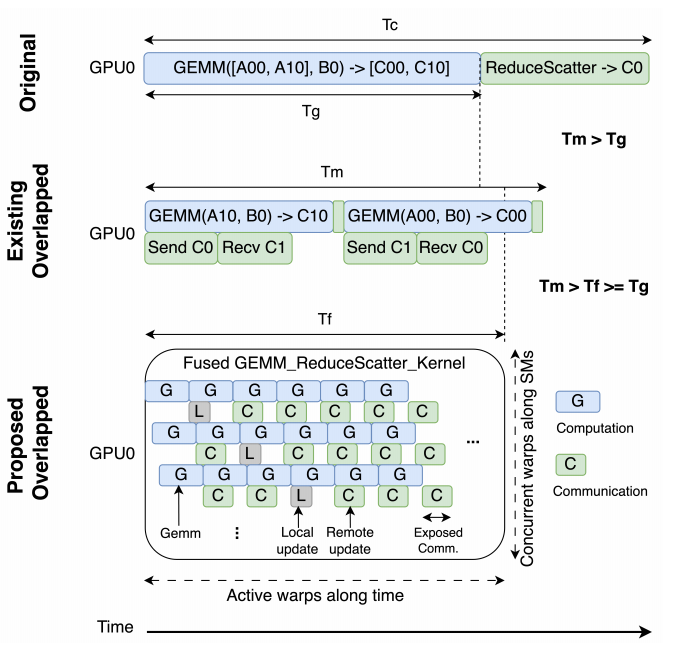 Tc
Original
GPU0
GEMM([A00, A10], B0) -> [C00, C10]
ReduceScatter -> C0
Tg
Tm > Tg
Tm
Existing
Overlapped
GPU0
GEMM(A10, B0) -> C10
GEMM(A00, B0) -> C00
Send C0
Recv C1
Send C1
Recv C0
Tm > Tf >= Tg
Tf
Proposed
Overlapped
GPU0
Fused GEMM_ReduceScatter_Kernel
G G G G G G
L C C C C C
G G G G G G
C L C C C C
...
G G G G G G
C C L C C C
Gemm
⋮
Local
update
Remote
update
Exposed
Comm.
Concurrent warps along SMs
G
Computation
C
Communication
Active warps along time
Time